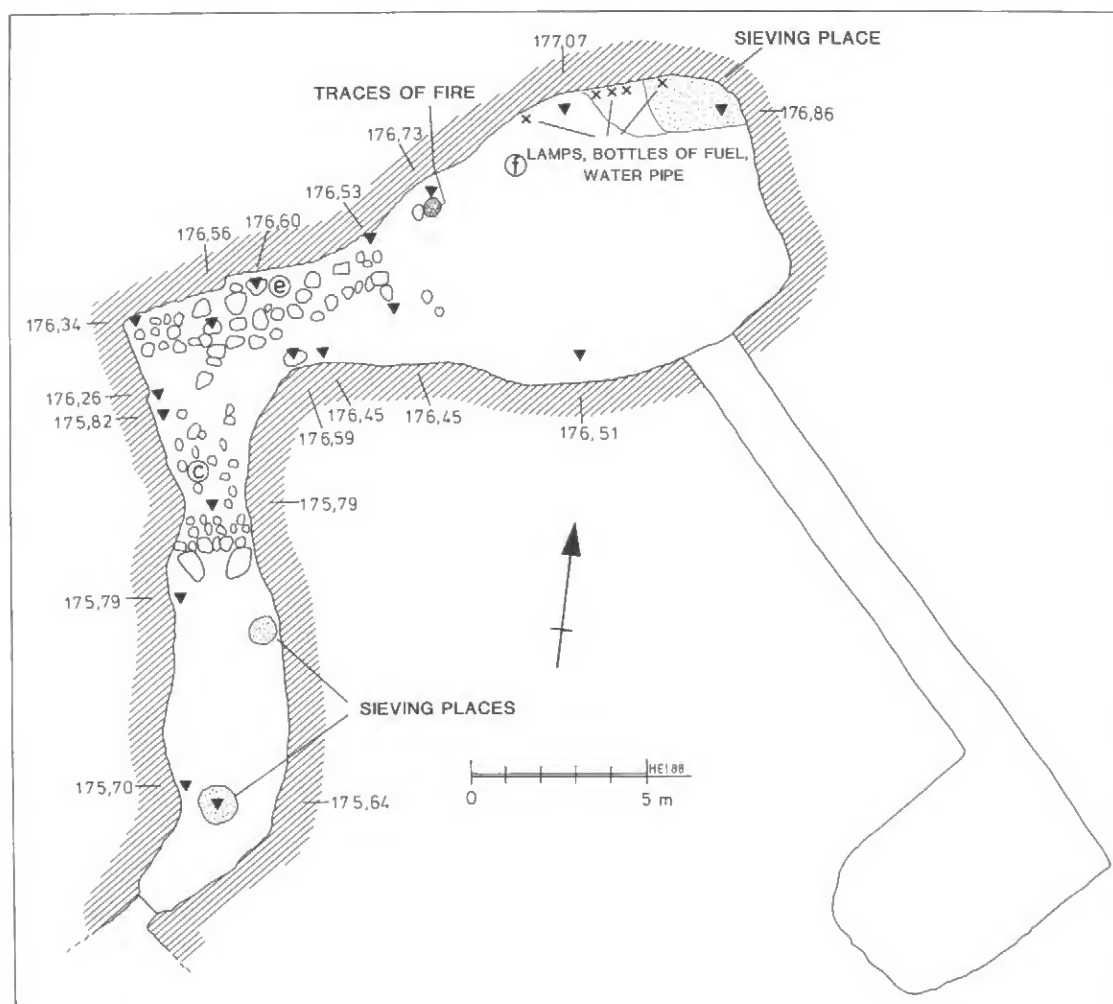 177,07
SIEVING PLACE
TRACES OF FIRE
176,86
176,73
LAMPS, BOTTLES OF FUEL,
WATER PIPE
f
176,53
176,60
176,56
e
176,34
176,26
175,82
176,45
176,45
176,59
176,51
c
175,79
175,79
SIEVING PLACES
HE188
175,70
175,64
0
5 m